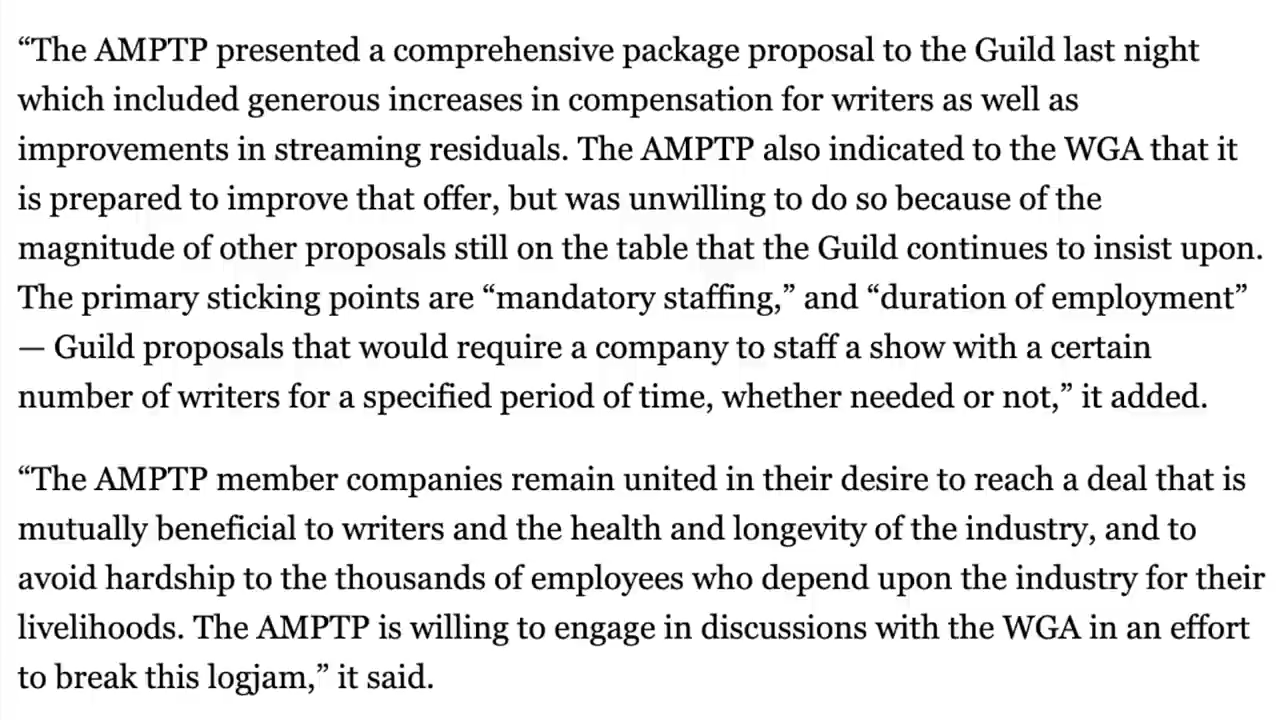 “The AMPTP presented a comprehensive package proposal to the Guild last night
which included generous increases in compensation for writers as well as
improvements in streaming residuals. The AMPTP also indicated to the WGA that it
is prepared to improve that offer, but was unwilling to do so because of the
magnitude of other proposals still on the table that the Guild continues to insist upon.
The primary sticking points are “mandatory staffing,” and “duration of employment”
— Guild proposals that would require a company to staff a show with a certain
number of writers for a specified period of time, whether needed or not,” it added.
“The AMPTP member companies remain united in their desire to reach a deal that is
mutually beneficial to writers and the health and longevity of the industry, and to
avoid hardship to the thousands of employees who depend upon the industry for their
livelihoods. The AMPTP is willing to engage in discussions with the WGA in an effort
to break this logjam,” it said.